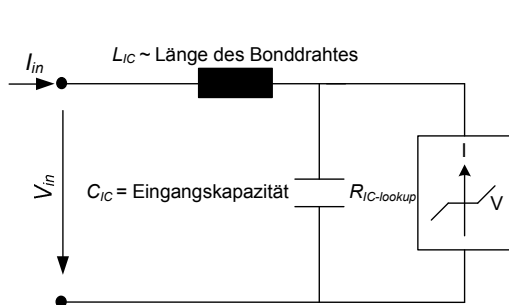 L_IC ~ Länge des Bonddrahtes
I_in
V_in
C_IC = Eingangskapazität
R_IC-lookup
I
V